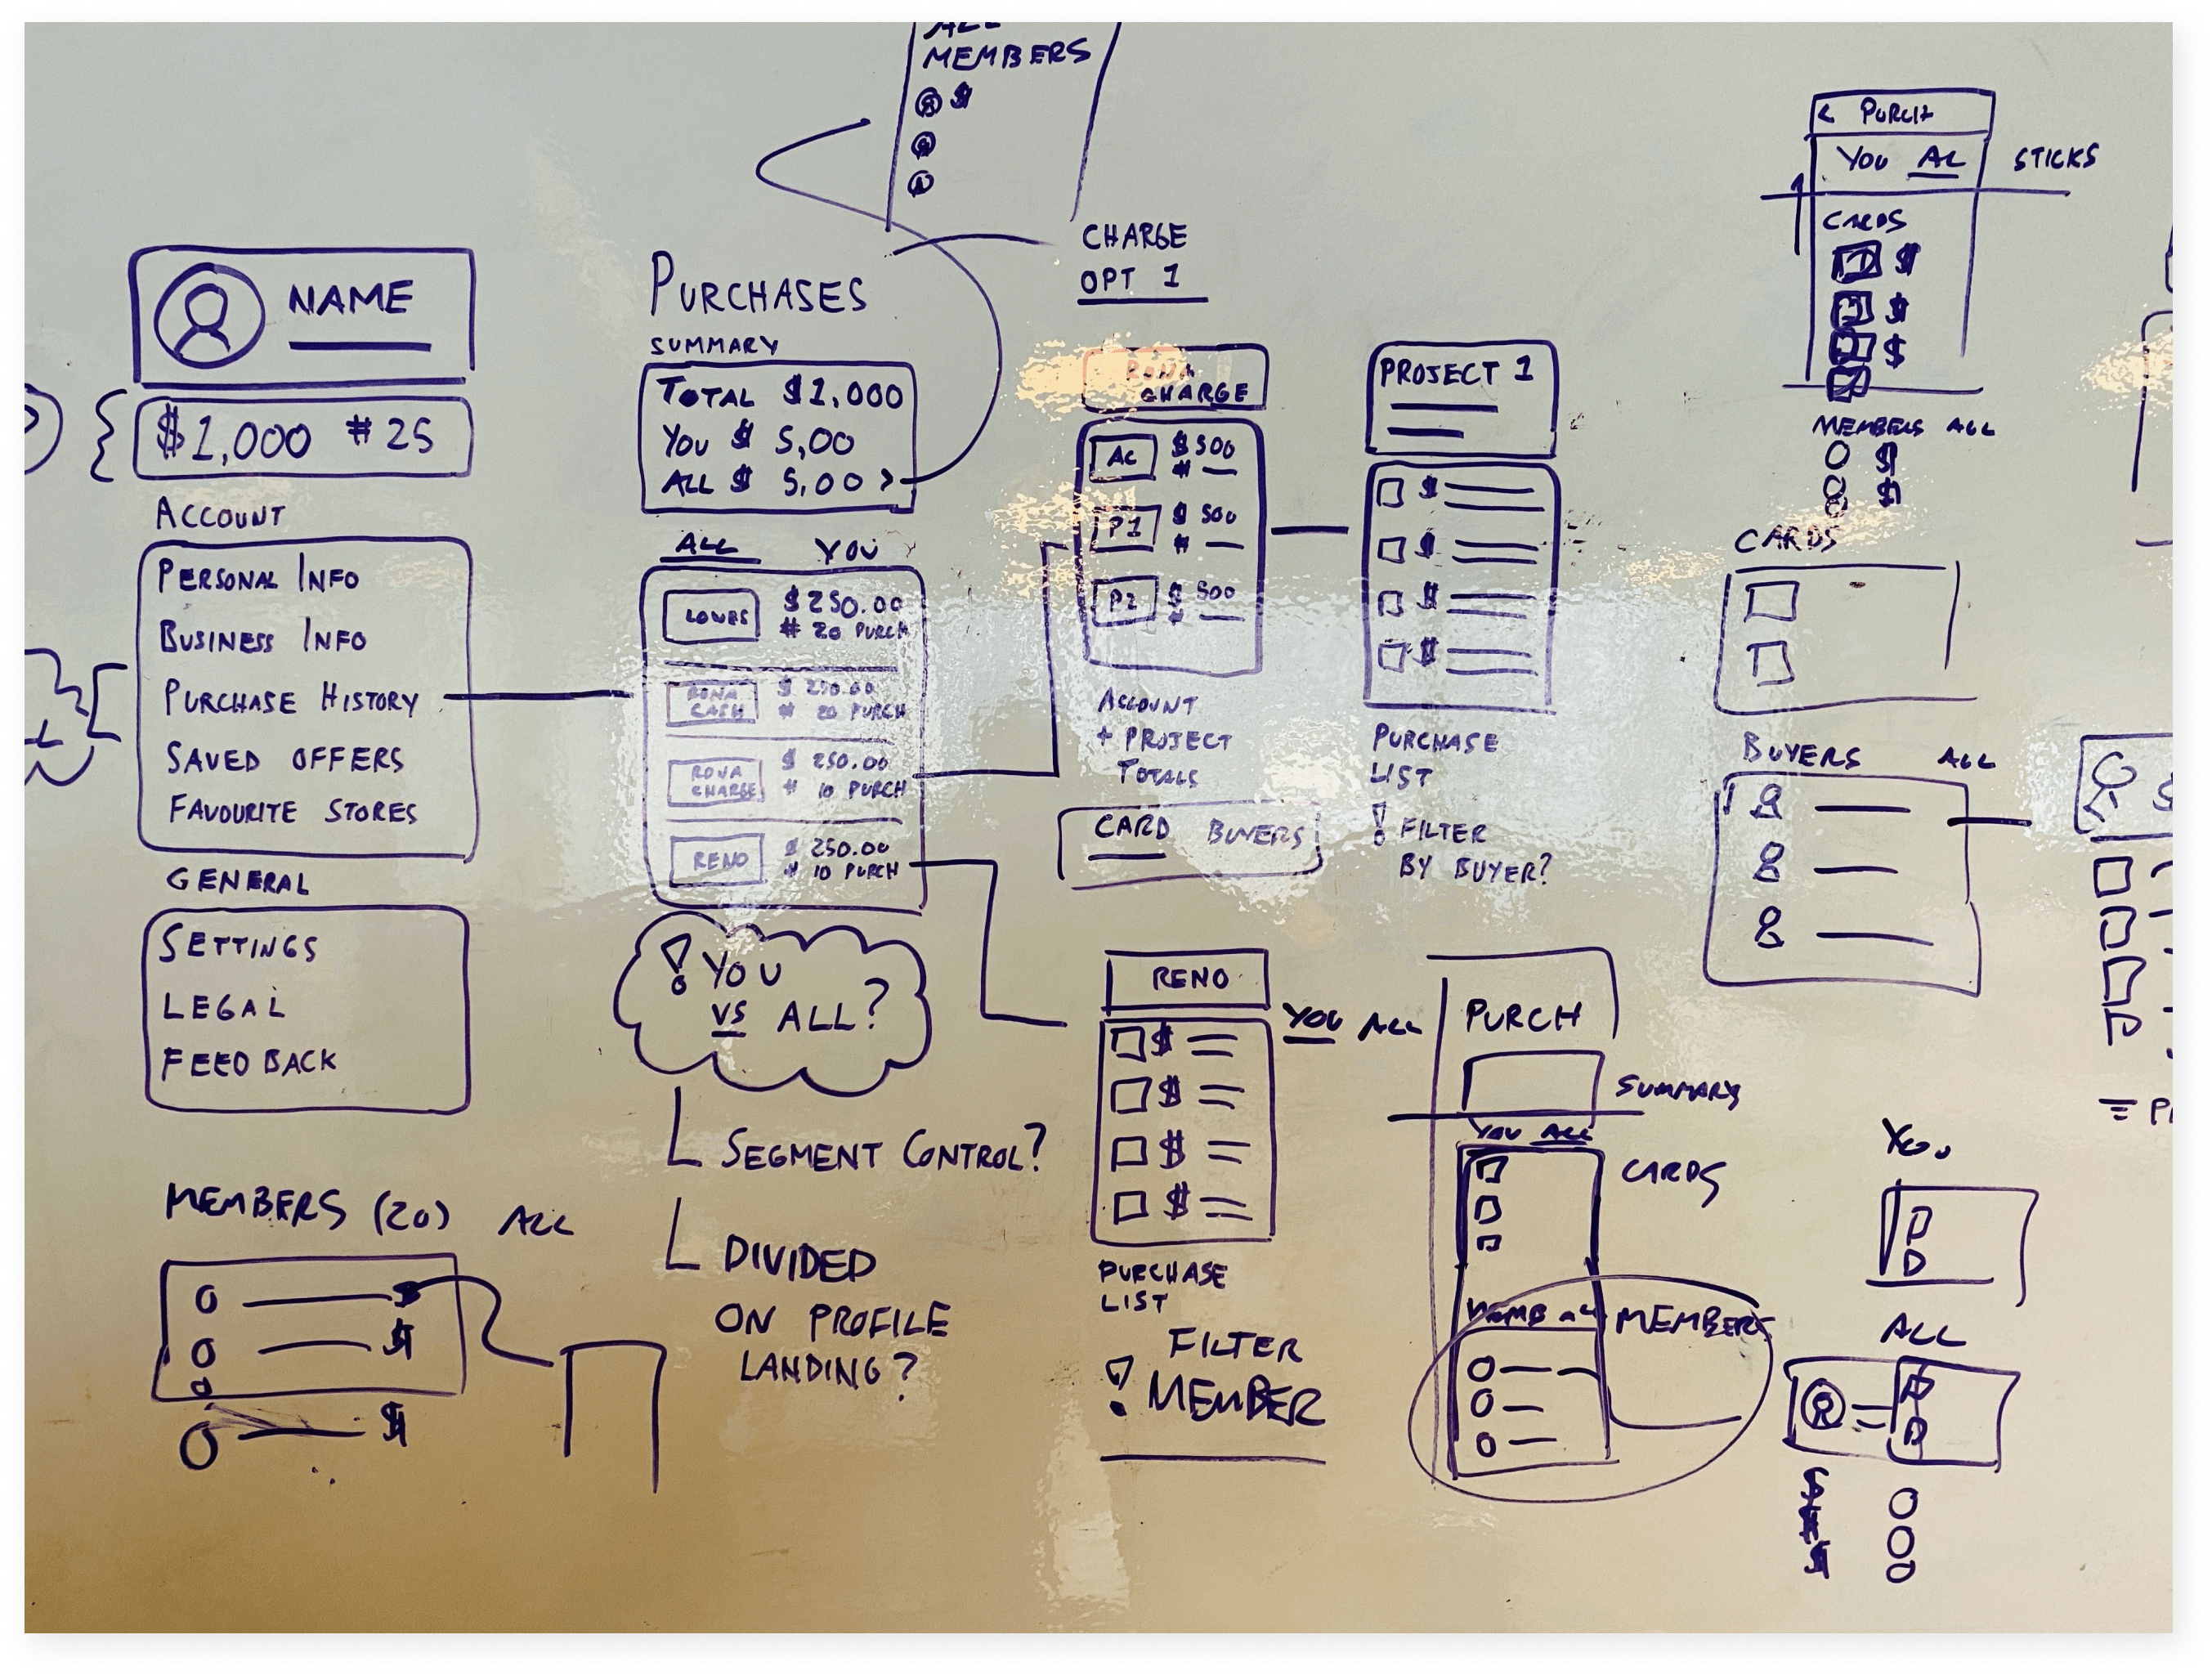 MEMBERS
$
NAME
$1,000 #25
ACCOUNT
PERSONAL INFO
BUSINESS INFO
PURCHASE HISTORY
SAVED OFFERS
FAVOURITE STORES
GENERAL
SETTINGS
LEGAL
FEEDBACK
MEMBERS (20) ALL
$
$
$
PURCHASES
SUMMARY
TOTAL $1,000
YOU $ 5,00
ALL $ 5,00 >
ALL YOU
LOWES $250.00
# 20 PURCH
RONA CASH $ 250.00
# 20 PURCH
RONA CHARGE $ 250.00
# 10 PURCH
RENO $ 250.00
# 10 PURCH
! YOU
VS ALL?
SEGMENT CONTROL?
DIVIDED
ON PROFILE
LANDING?
CHARGE
OPT 1
RONA
CHARGE
AC $500
#
P1 $ 500
#
P2 $ 500
#
ACCOUNT
+ PROJECT
TOTALS
CARD BUYERS
PROJECT 1
$
$
$
$
PURCHASE
LIST
! FILTER
BY BUYER?
RENO
YOU ALL
$
$
$
$
PURCHASE
LIST
FILTER
! MEMBER
PURCH
SUMMARY
YOU ALL
CARDS
MEMBERS
< PURCH
YOU AL STICKS
CARDS
$
$
$
MEMBERS ALL
$
$
CARDS
BUYERS ALL
YOU
ALL
$
$